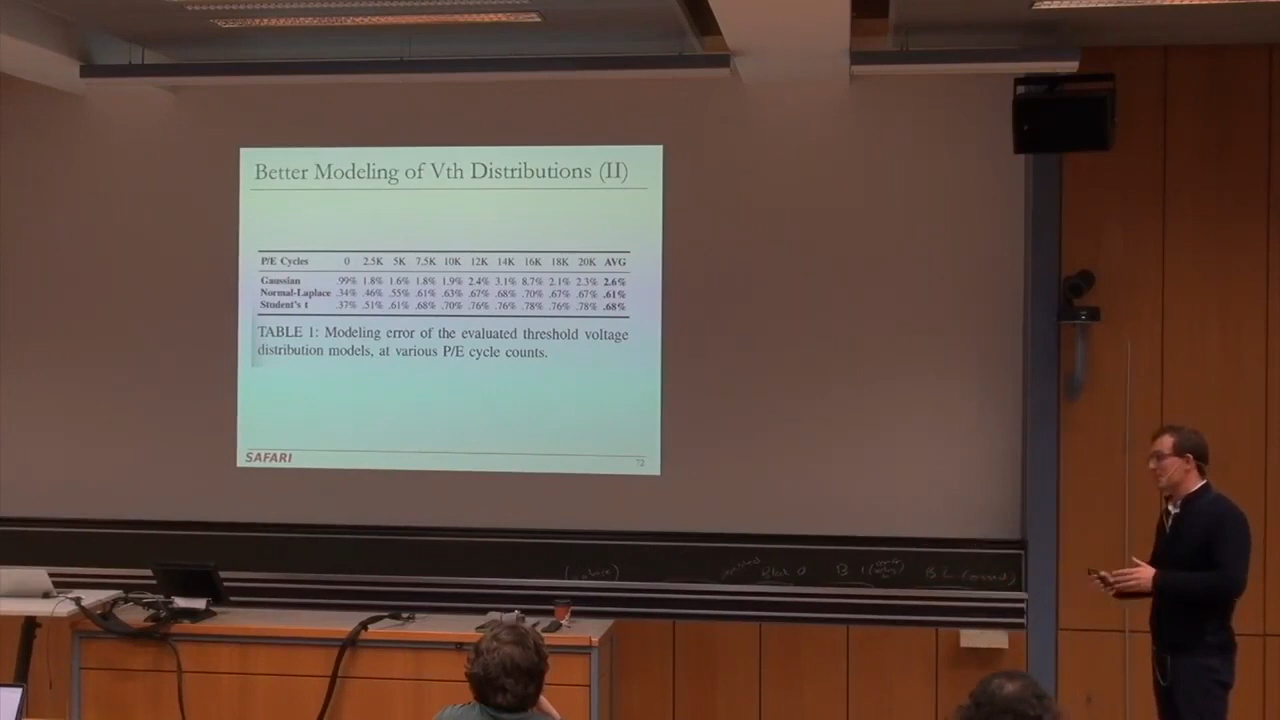 Better Modeling of Vth Distributions (II)
P/E Cycles 0 2.5K 5K 7.5K 10K 12K 14K 16K 18K 20K AVG
Gaussian .99% 1.8% 1.6% 1.8% 1.9% 2.4% 3.1% 8.7% 2.1% 2.3% 2.6%
Normal-Laplace .34% .46% .55% .61% .63% .67% .68% .70% .67% .67% .61%
Student's t .37% .51% .61% .68% .70% .76% .76% .78% .76% .78% .68%
TABLE 1: Modeling error of the evaluated threshold voltage
distribution models, at various P/E cycle counts.
SAFARI